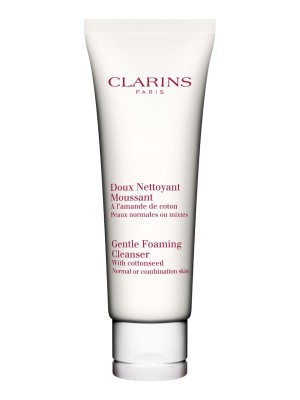 CLARINS
PARIS
Doux Nettoyant
Moussant
A l'amande de coton
Peaux normales ou mixtes
Gentle Foaming
Cleanser
With cottonseed
Normal or combination skin